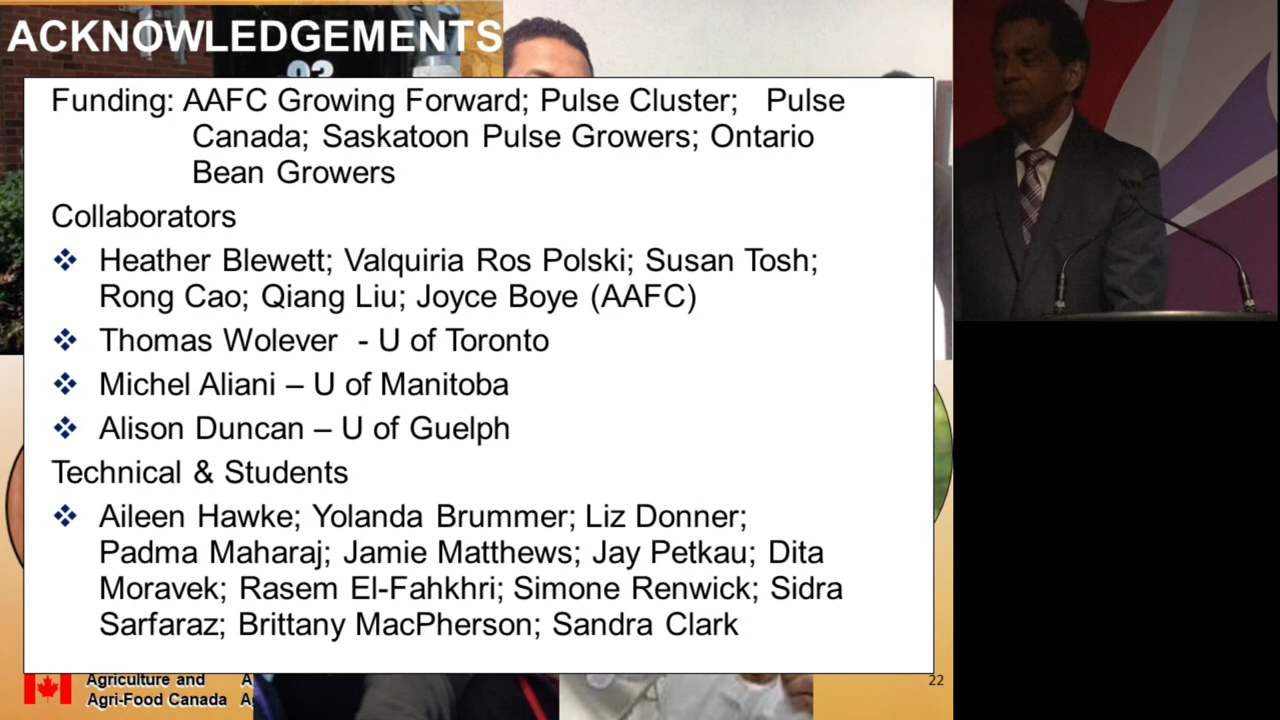 ACKNOWLEDGEMENTS
93
Funding: AAFC Growing Forward; Pulse Cluster; Pulse
Canada; Saskatoon Pulse Growers; Ontario
Bean Growers
Collaborators
❖ Heather Blewett; Valquiria Ros Polski; Susan Tosh;
Rong Cao; Qiang Liu; Joyce Boye (AAFC)
❖ Thomas Wolever - U of Toronto
❖ Michel Aliani – U of Manitoba
❖ Alison Duncan – U of Guelph
Technical & Students
❖ Aileen Hawke; Yolanda Brummer; Liz Donner;
Padma Maharaj; Jamie Matthews; Jay Petkau; Dita
Moravek; Rasem El-Fahkhri; Simone Renwick; Sidra
Sarfaraz; Brittany MacPherson; Sandra Clark
Agriculture and
Agri-Food Canada
22